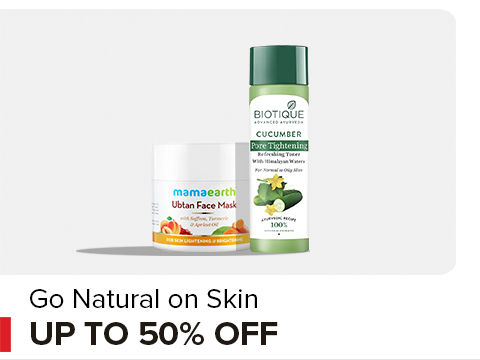 mamaearth
Ubtan Face Mask
with Saffron, Turmeric
& Apricot Oil
FOR SKIN LIGHTENING & BRIGHTENING
BIOTIQUE
ADVANCED AYURVEDA
CUCUMBER
Pore Tightening
Refreshing Toner
With Himalayan Waters
For Normal to Oily Skin
AYURVEDIC RECIPE
100%
Go Natural on Skin
UP TO 50% OFF